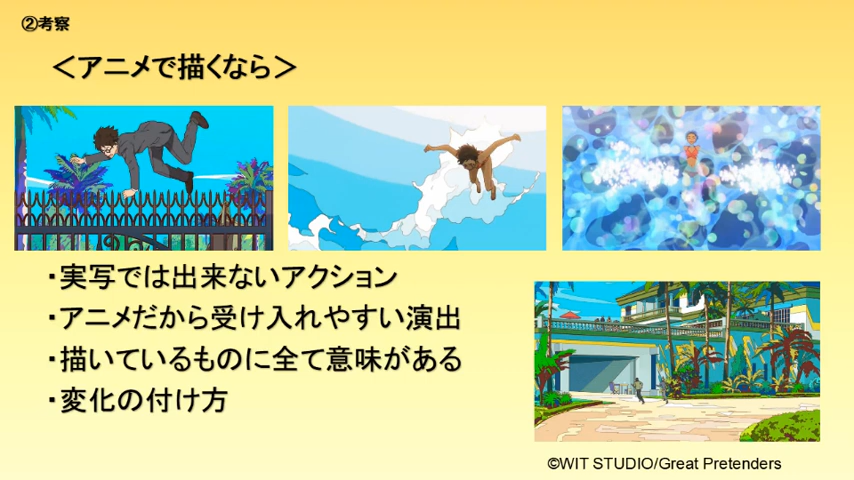 ②考察
＜アニメで描くなら＞
・実写では出来ないアクション
・アニメだから受け入れやすい演出
・描いているものに全て意味がある
・変化の付け方
©WIT STUDIO/Great Pretenders